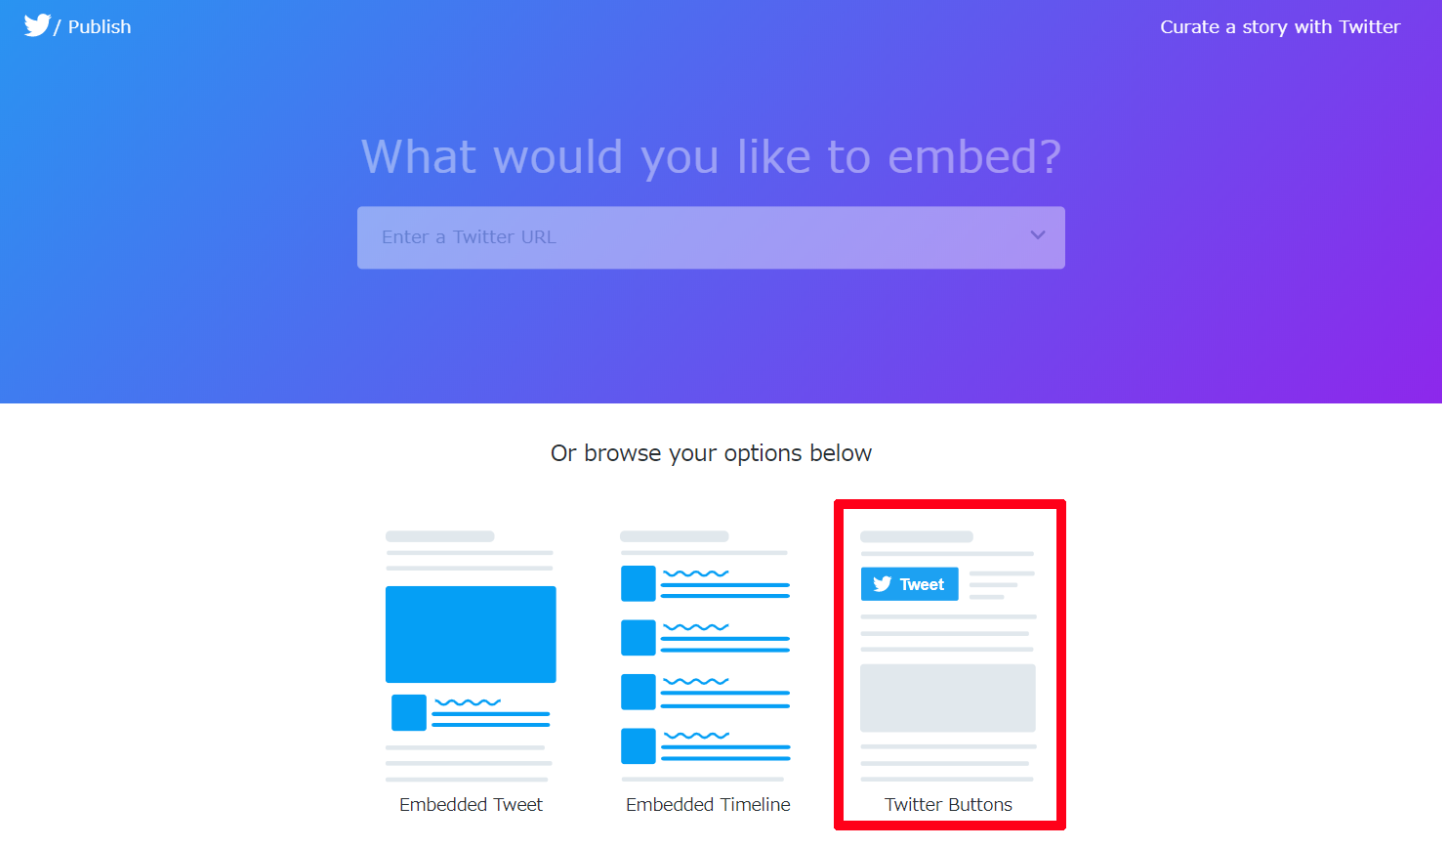 / Publish
Curate a story with Twitter
What would you like to embed?
Enter a Twitter URL
Or browse your options below
Tweet
Embedded Tweet
Embedded Timeline
Twitter Buttons